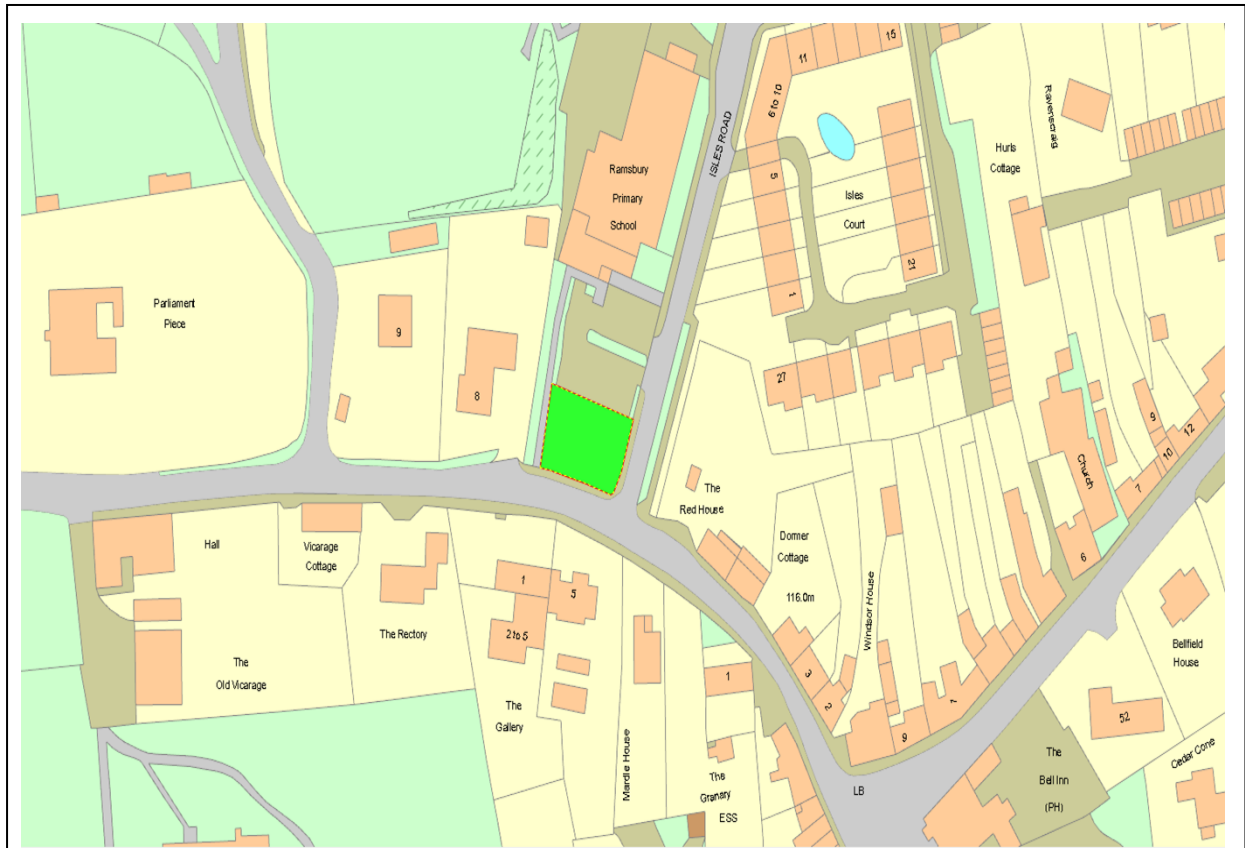 15
11
6 to 10
ISLES ROAD
Ravenscraig
Hurls
Cottage
Ramsbury
Primary
School
5
Isles
Court
21
1
Parliament
Piece
9
8
27
9
12
10
7
Church
6
The
Red House
Dormer
Cottage
116.0m
Windsor House
Hall
Vicarage
Cottage
1
5
2 to 5
The Rectory
The
Old Vicarage
The
Gallery
Mardle House
1
3
2
The
Granary
ESS
9
LB
Bellfield
House
52
The
Bell Inn
(PH)
Cedar Cone